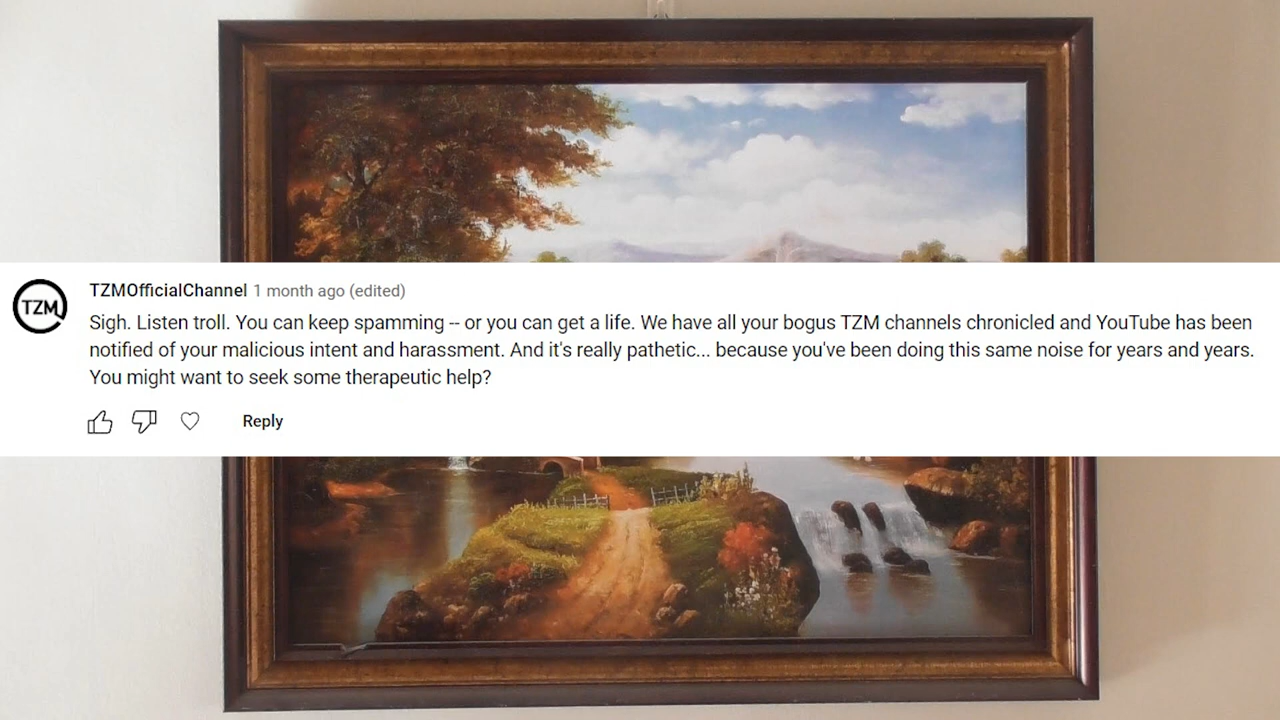 TZM
TZMOfficialChannel 1 month ago (edited)
Sigh. Listen troll. You can keep spamming -- or you can get a life. We have all your bogus TZM channels chronicled and YouTube has been
notified of your malicious intent and harassment. And it's really pathetic... because you've been doing this same noise for years and years.
You might want to seek some therapeutic help?
Reply